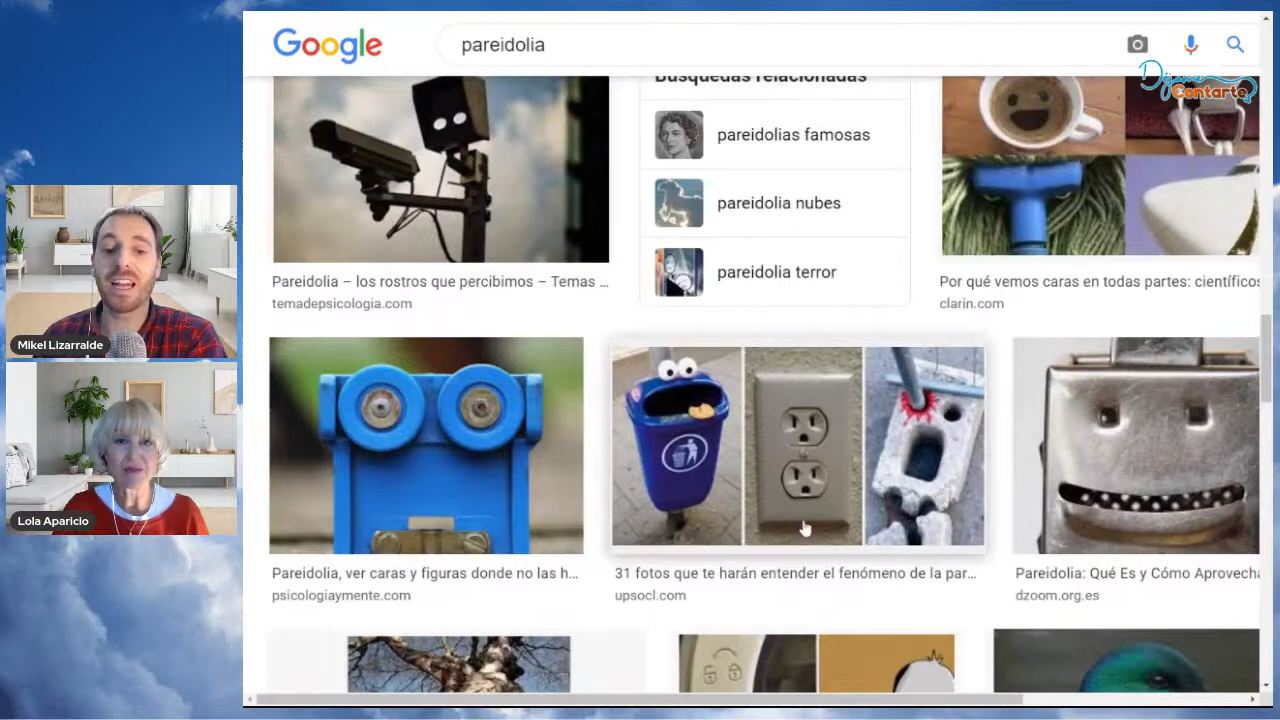 Google
pareidolia
Déjame
Contarte
Búsquedas relacionadas
pareidolias famosas
pareidolia nubes
pareidolia terror
Pareidolia – los rostros que percibimos – Temas ...
temadepsicologia.com
Por qué vemos caras en todas partes: científicos
clarin.com
Mikel Lizarralde
Lola Aparicio
Pareidolia, ver caras y figuras donde no las h...
psicologiaymente.com
31 fotos que te harán entender el fenómeno de la par...
upsocl.com
Pareidolia: Qué Es y Cómo Aprovecha
dzoom.org.es